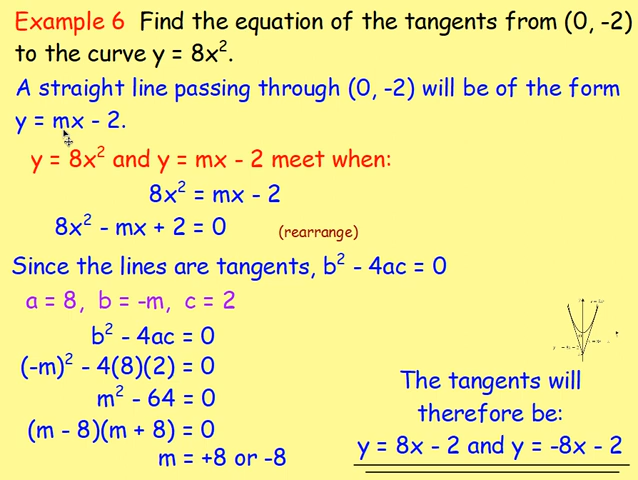 Example 6 Find the equation of the tangents from (0, -2)
to the curve y = 8x².
A straight line passing through (0, -2) will be of the form
y = mx - 2.
y = 8x² and y = mx - 2 meet when:
8x² = mx - 2
8x² - mx + 2 = 0 (rearrange)
Since the lines are tangents, b² - 4ac = 0
a = 8, b = -m, c = 2
b² - 4ac = 0
(-m)² - 4(8)(2) = 0
m² - 64 = 0
(m - 8)(m + 8) = 0
m = +8 or -8
The tangents will
therefore be:
y = 8x - 2 and y = -8x - 2